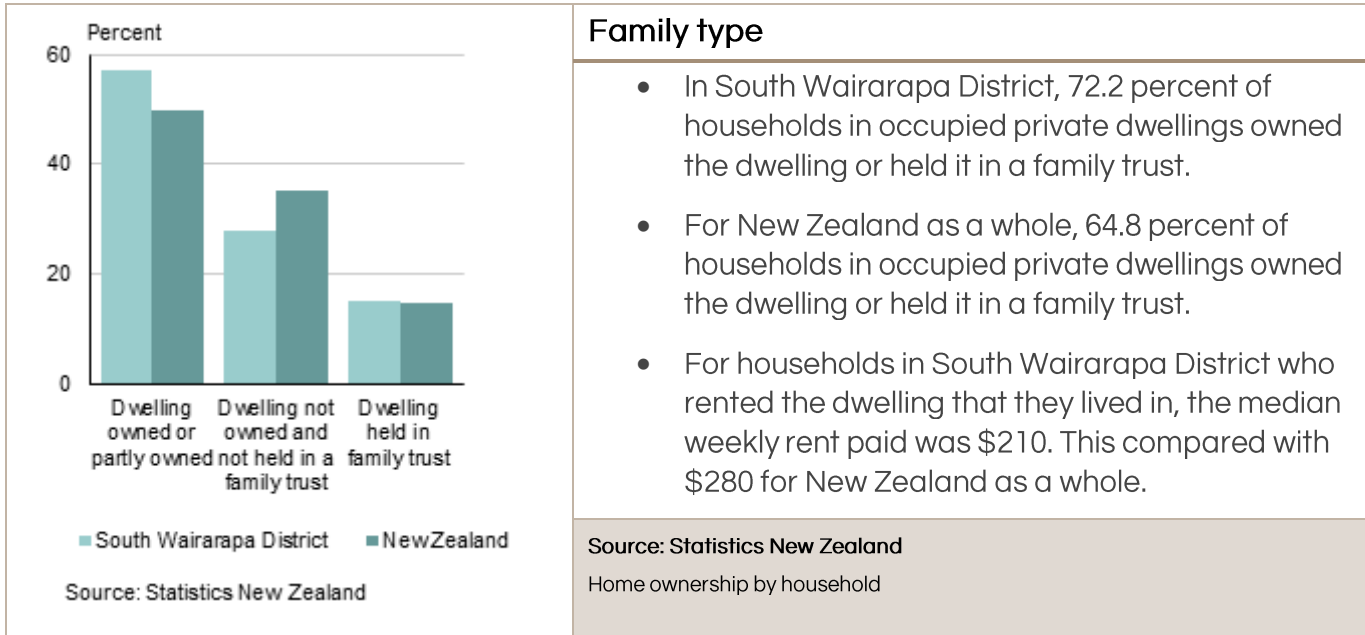 Percent
60
40
20
0
Dwelling owned or partly owned
Dwelling not owned and not held in a family trust
Dwelling held in family trust
South Wairarapa District
New Zealand
Source: Statistics New Zealand
Family type
• In South Wairarapa District, 72.2 percent of
households in occupied private dwellings owned
the dwelling or held it in a family trust.
• For New Zealand as a whole, 64.8 percent of
households in occupied private dwellings owned
the dwelling or held it in a family trust.
• For households in South Wairarapa District who
rented the dwelling that they lived in, the median
weekly rent paid was $210. This compared with
$280 for New Zealand as a whole.
Source: Statistics New Zealand
Home ownership by household